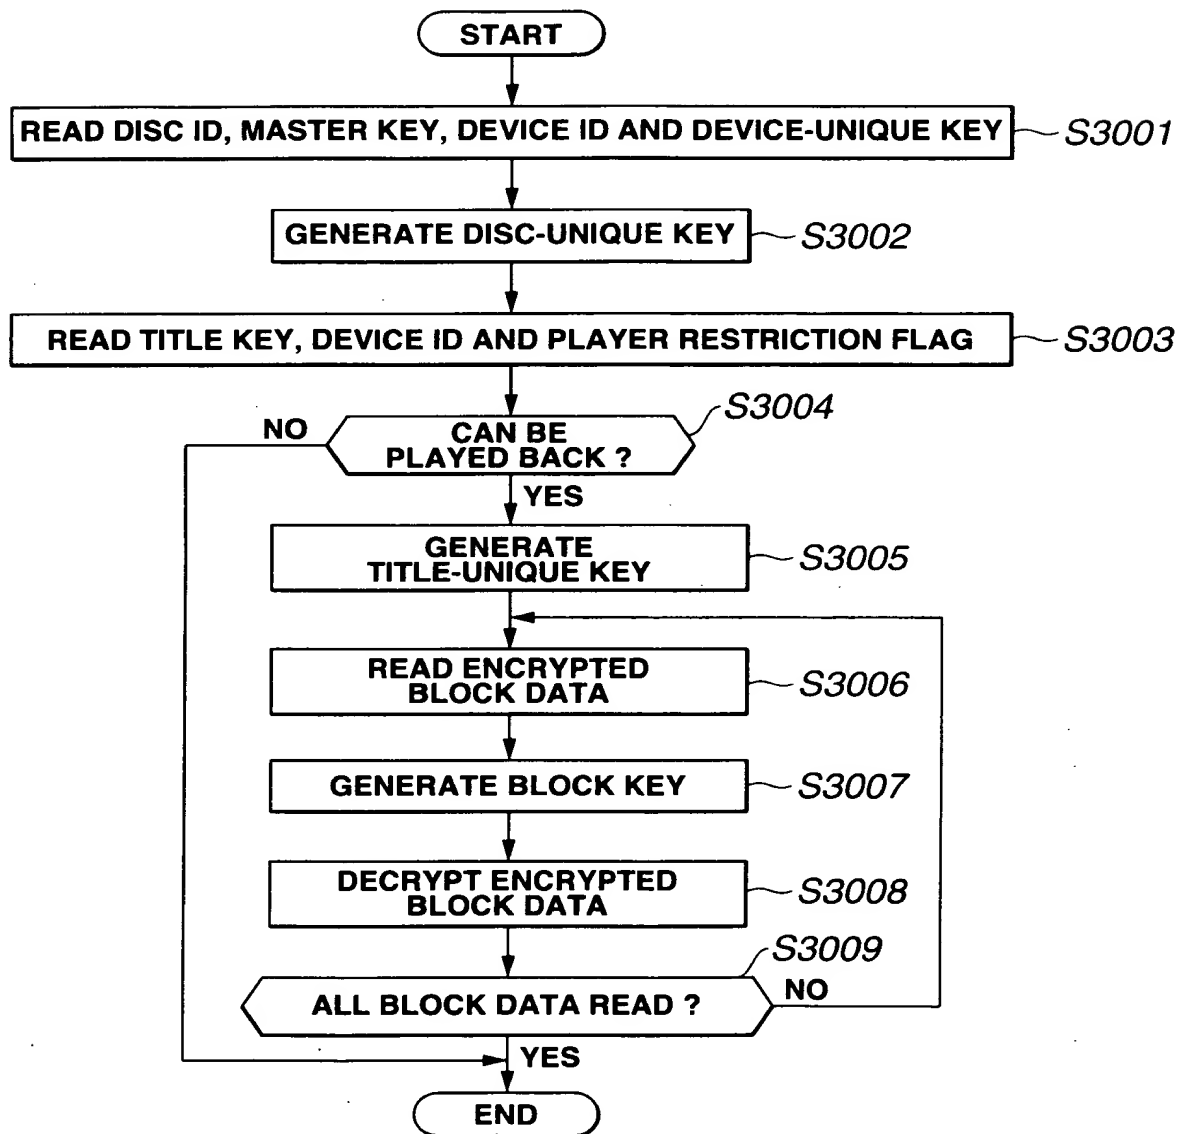 START
READ DISC ID, MASTER KEY, DEVICE ID AND DEVICE-UNIQUE KEY
S3001
GENERATE DISC-UNIQUE KEY
S3002
READ TITLE KEY, DEVICE ID AND PLAYER RESTRICTION FLAG
S3003
S3004
NO
CAN BE
PLAYED BACK ?
YES
GENERATE
TITLE-UNIQUE KEY
S3005
READ ENCRYPTED
BLOCK DATA
S3006
GENERATE BLOCK KEY
S3007
DECRYPT ENCRYPTED
BLOCK DATA
S3008
S3009
ALL BLOCK DATA READ ?
NO
YES
END